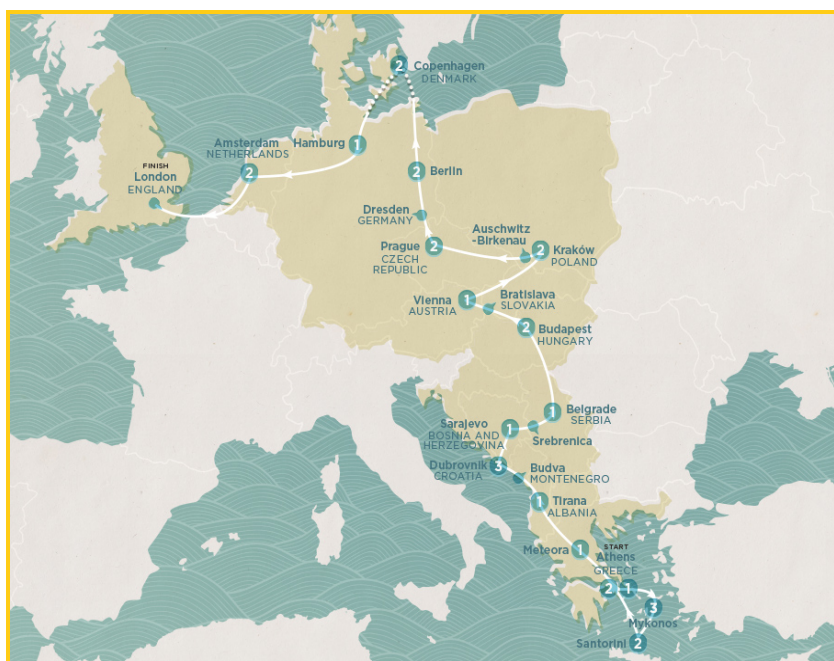 2
Copenhagen
DENMARK
Amsterdam
NETHERLANDS
2
Hamburg
1
FINISH
London
ENGLAND
2
Berlin
Dresden
GERMANY
Auschwitz
-Birkenau
Prague
CZECH
REPUBLIC
2
2
Kraków
POLAND
Vienna
AUSTRIA
1
Bratislava
SLOVAKIA
2
Budapest
HUNGARY
1
Belgrade
SERBIA
Sarajevo
BOSNIA AND
HERZEGOVINA
1
Srebrenica
Dubrovnik
CROATIA
3
Budva
MONTENEGRO
1
Tirana
ALBANIA
Meteora
1
START
Athens
GREECE
2
1
3
Mykonos
Santorini
2